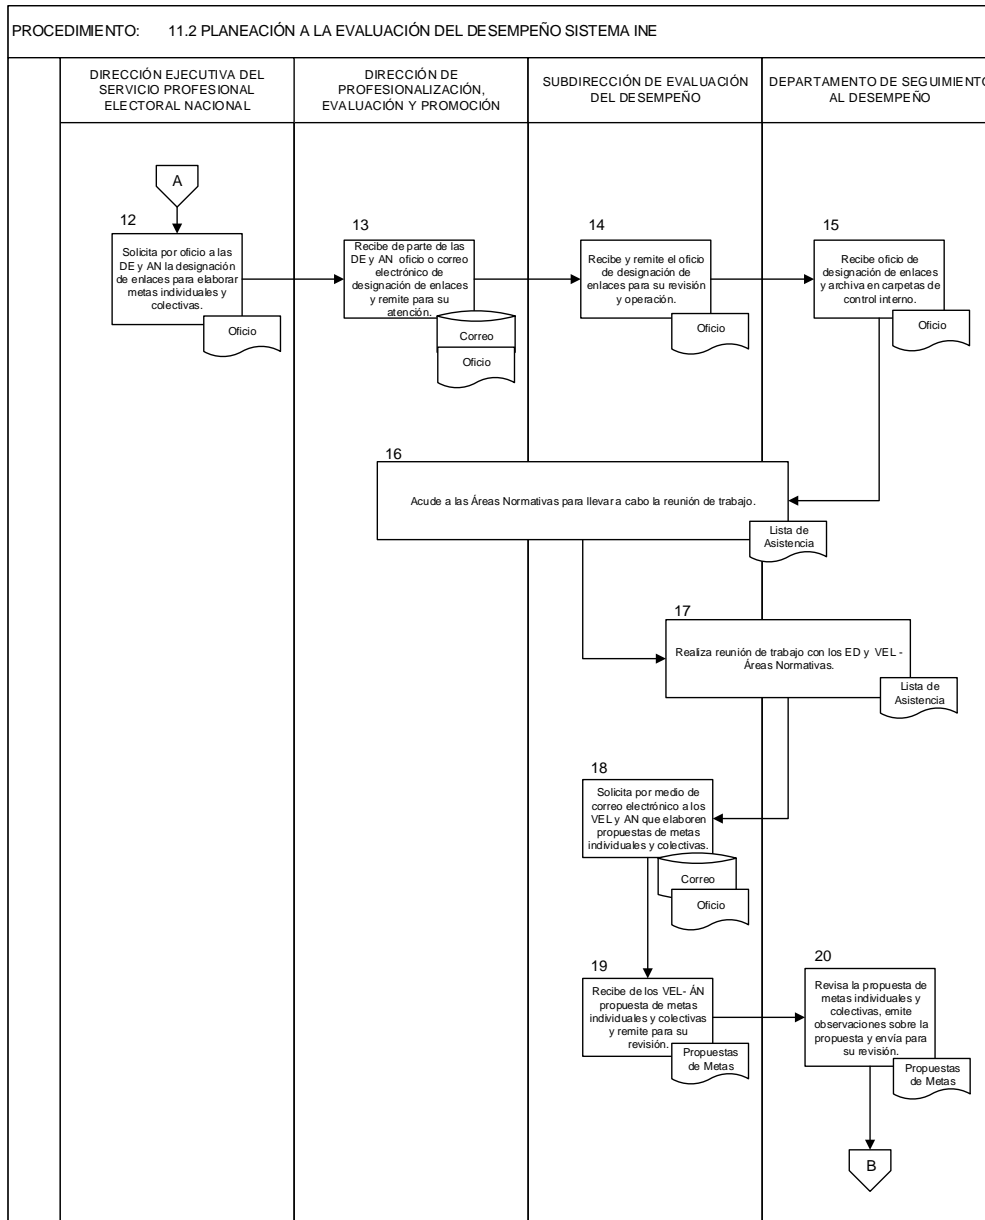 PROCEDIMIENTO: 11.2 PLANEACIÓN A LA EVALUACIÓN DEL DESEMPEÑO SISTEMA INE
DIRECCIÓN EJECUTIVA DEL
SERVICIO PROFESIONAL
ELECTORAL NACIONAL
DIRECCIÓN DE
PROFESIONALIZACIÓN,
EVALUACIÓN Y PROMOCIÓN
SUBDIRECCIÓN DE EVALUACIÓN
DEL DESEMPEÑO
DEPARTAMENTO DE SEGUIMIENTO
AL DESEMPEÑO
A
12
Solicita por oficio a las
DE y AN la designación
de enlaces para elaborar
metas individuales y
colectivas.
Oficio
13
Recibe de parte de las
DE y AN oficio o correo
electrónico de
designación de enlaces
y remite para su
atención.
Correo
Oficio
14
Recibe y remite el oficio
de designación de
enlaces para su revisión
y operación.
Oficio
15
Recibe oficio de
designación de enlaces
y archiva en carpetas de
control interno.
Oficio
16
Acude a las Áreas Normativas para llevar a cabo la reunión de trabajo.
Lista de
Asistencia
17
Realiza reunión de trabajo con los ED y VEL -
Áreas Normativas.
Lista de
Asistencia
18
Solicita por medio de
correo electrónico a los
VEL y AN que elaboren
propuestas de metas
individuales y colectivas.
Correo
Oficio
19
Recibe de los VEL- ÁN
propuesta de metas
individuales y colectivas
y remite para su
revisión.
Propuestas
de Metas
20
Revisa la propuesta de
metas individuales y
colectivas, emite
observaciones sobre la
propuesta y envía para
su revisión.
Propuestas
de Metas
B